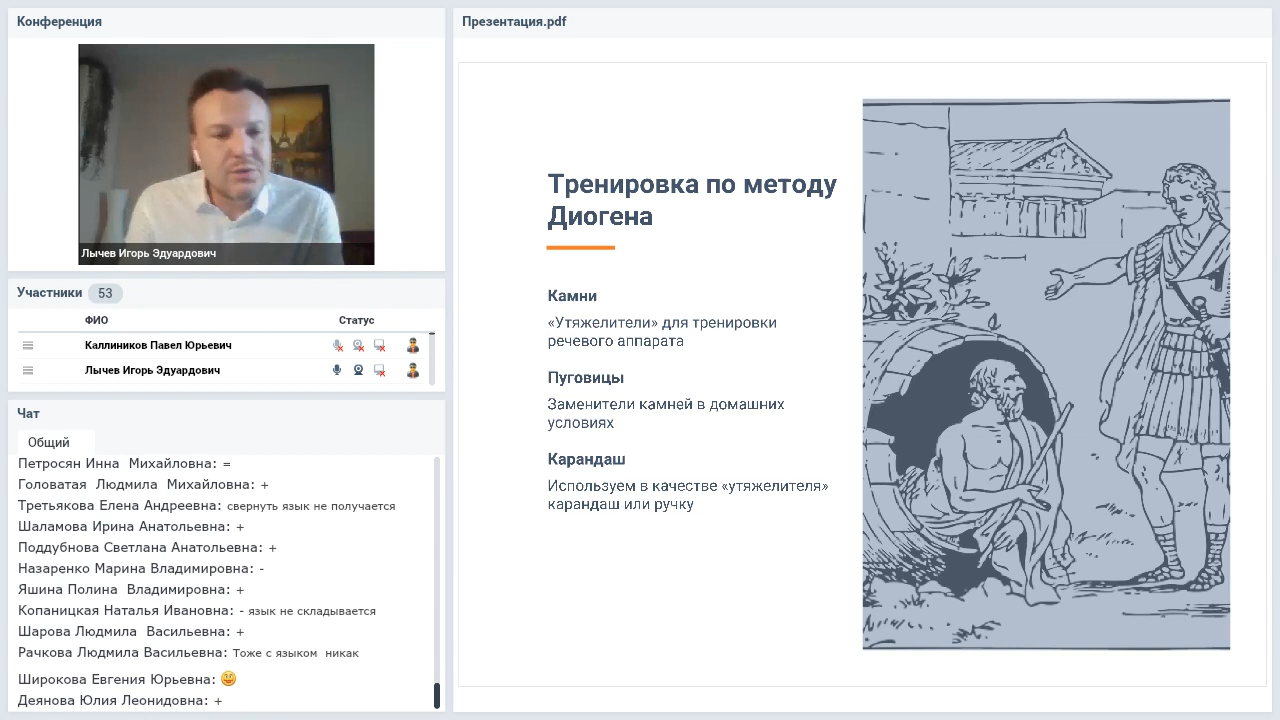 Конференция
Лычев Игорь Эдуардович
Участники 53
ФИО Статус
Каллиников Павел Юрьевич
Лычев Игорь Эдуардович
Чат
Общий
Петросян Инна Михайловна: =
Головатая Людмила Михайловна: +
Третьякова Елена Андреевна: свернуть язык не получается
Шаламова Ирина Анатольевна: +
Поддубнова Светлана Анатольевна: +
Назаренко Марина Владимировна: -
Яшина Полина Владимировна: +
Копаницкая Наталья Ивановна: - язык не складывается
Шарова Людмила Васильевна: +
Рачкова Людмила Васильевна: Тоже с языком никак
Широкова Евгения Юрьевна:
Деянова Юлия Леонидовна: +
Презентация.pdf
Тренировка по методу
Диогена
Камни
«Утяжелители» для тренировки
речевого аппарата
Пуговицы
Заменители камней в домашних
условиях
Карандаш
Используем в качестве «утяжелителя»
карандаш или ручку